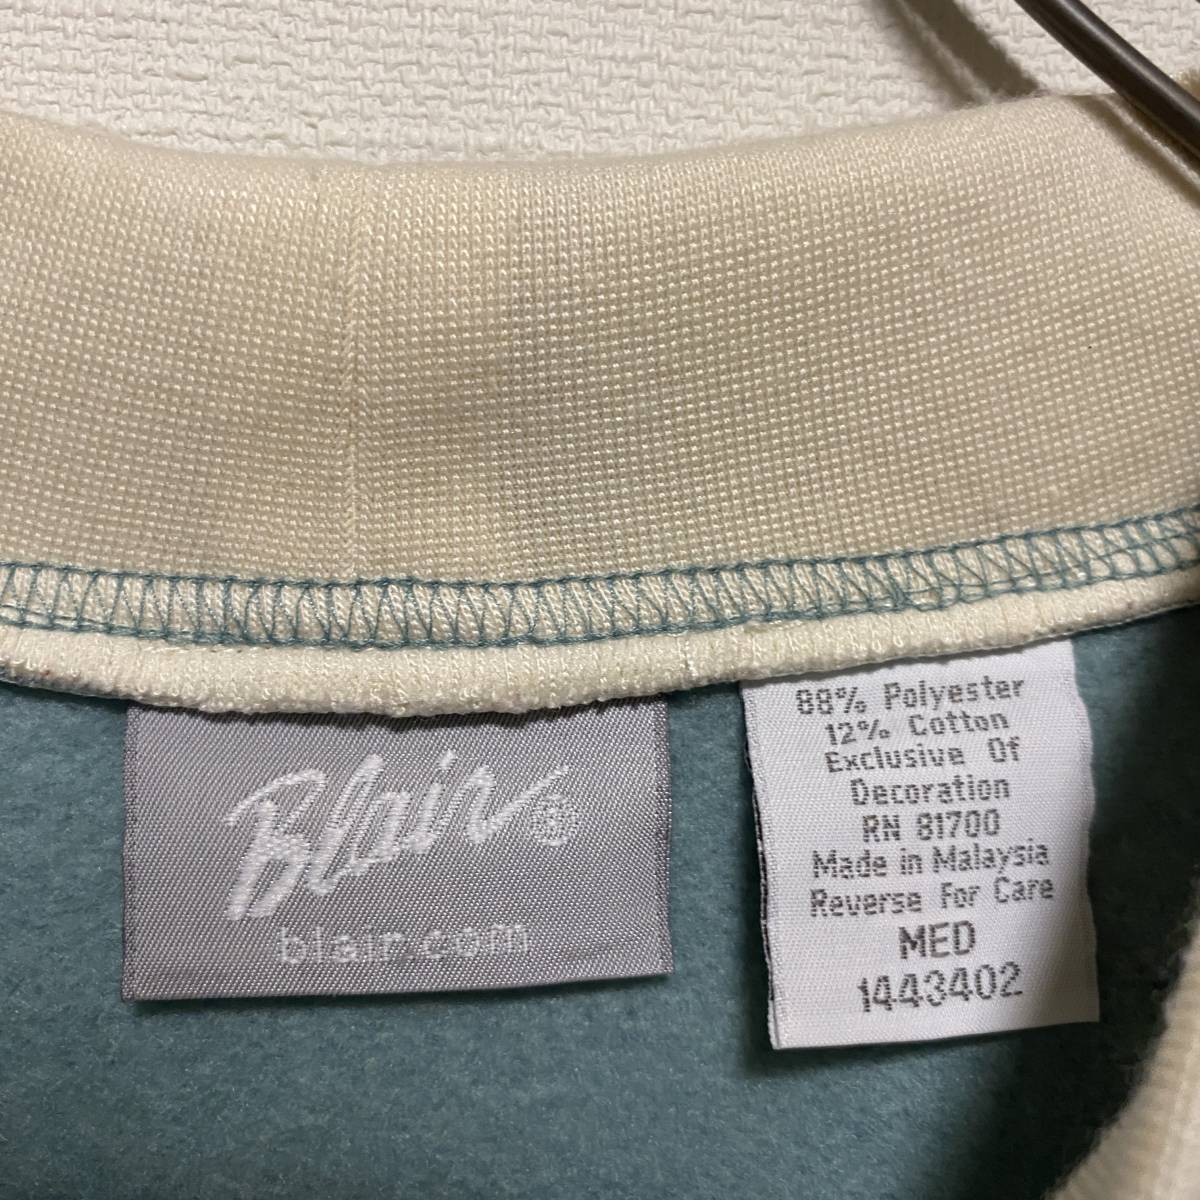 Blair®
blair.com
88% Polyester
12% Cotton
Exclusive Of
Decoration
RN 81700
Made in Malaysia
Reverse For Care
MED
1443402